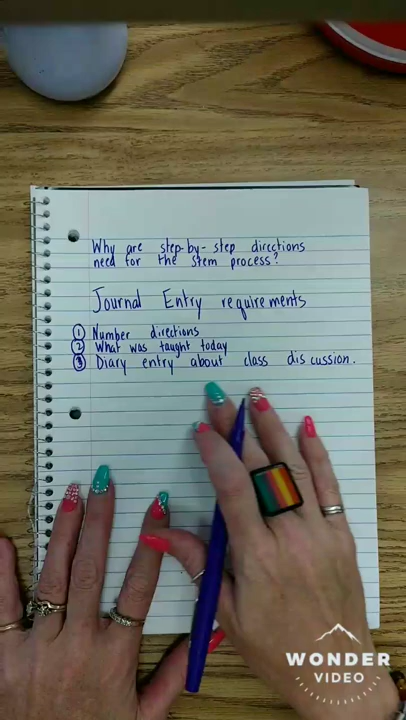 Why are step-by-step directions
need for the stem process?
Journal Entry requirements
① Number directions
② What was taught today
③ Diary entry about class discussion.
WONDER
VIDEO